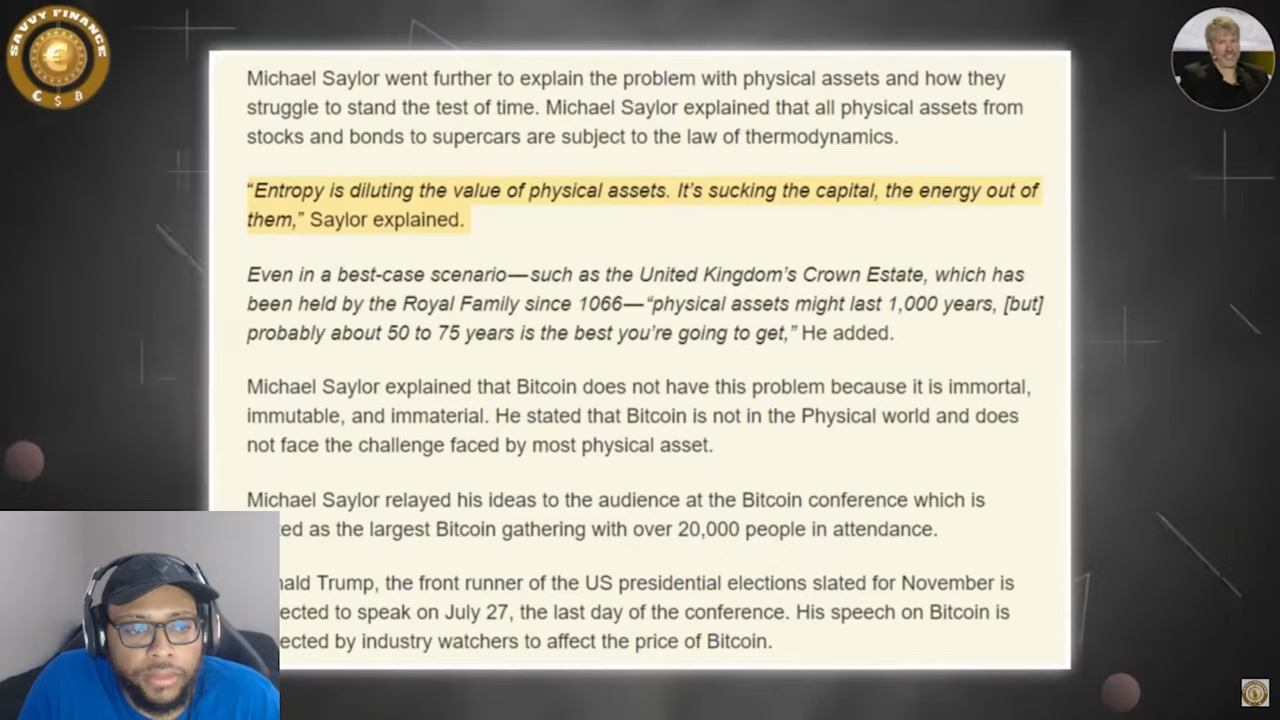 SAVVY FINANCE
€
€ $ ₿
Michael Saylor went further to explain the problem with physical assets and how they
struggle to stand the test of time. Michael Saylor explained that all physical assets from
stocks and bonds to supercars are subject to the law of thermodynamics.
“Entropy is diluting the value of physical assets. It’s sucking the capital, the energy out of
them,” Saylor explained.
Even in a best-case scenario—such as the United Kingdom’s Crown Estate, which has
been held by the Royal Family since 1066—“physical assets might last 1,000 years, [but]
probably about 50 to 75 years is the best you’re going to get,” He added.
Michael Saylor explained that Bitcoin does not have this problem because it is immortal,
immutable, and immaterial. He stated that Bitcoin is not in the Physical world and does
not face the challenge faced by most physical asset.
Michael Saylor relayed his ideas to the audience at the Bitcoin conference which is
ed as the largest Bitcoin gathering with over 20,000 people in attendance.
nald Trump, the front runner of the US presidential elections slated for November is
ected to speak on July 27, the last day of the conference. His speech on Bitcoin is
ected by industry watchers to affect the price of Bitcoin.